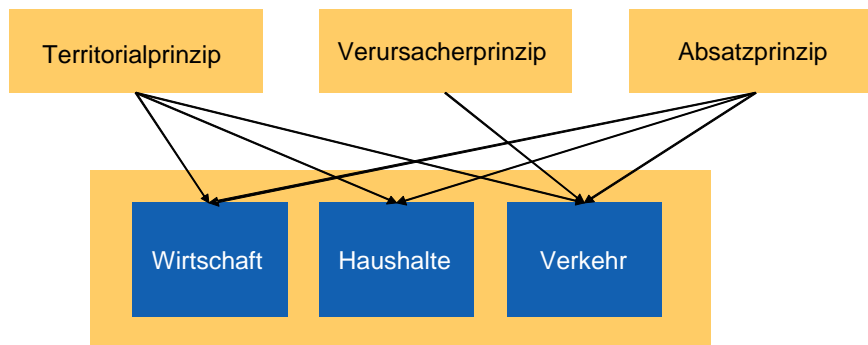 Territorialprinzip
Verursacherprinzip
Absatzprinzip
Wirtschaft
Haushalte
Verkehr